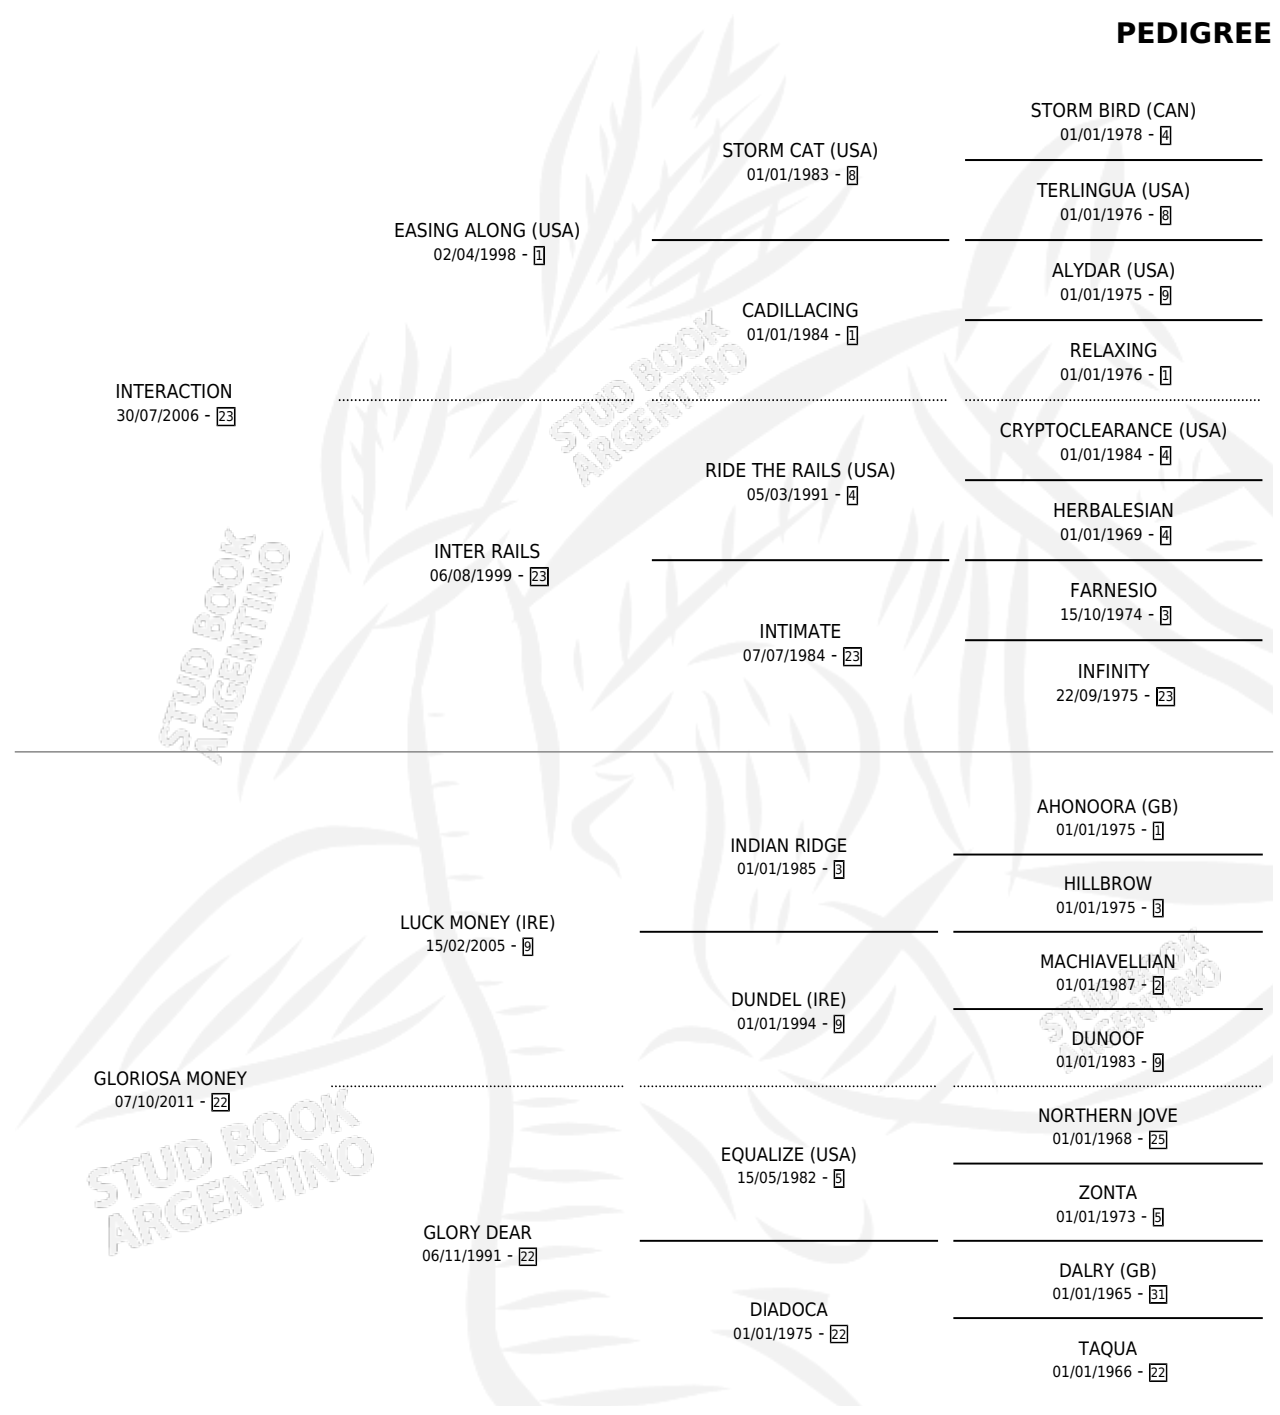 PEDIGREE
STORM BIRD (CAN)
01/01/1978 - 4
STORM CAT (USA)
01/01/1983 - 8
TERLINGUA (USA)
01/01/1976 - 8
EASING ALONG (USA)
02/04/1998 - 1
ALYDAR (USA)
01/01/1975 - 9
CADILLACING
01/01/1984 - 1
RELAXING
01/01/1976 - 1
INTERACTION
30/07/2006 - 23
CRYPTOCLEARANCE (USA)
01/01/1984 - 4
RIDE THE RAILS (USA)
05/03/1991 - 4
HERBALESIAN
01/01/1969 - 4
INTER RAILS
06/08/1999 - 23
FARNESIO
15/10/1974 - 3
INTIMATE
07/07/1984 - 23
INFINITY
22/09/1975 - 23
STUD BOOK
ARGENTINO
STUD BOOK
ARGENTINO
AHONOORA (GB)
01/01/1975 - 1
INDIAN RIDGE
01/01/1985 - 3
HILLBROW
01/01/1975 - 3
LUCK MONEY (IRE)
15/02/2005 - 9
MACHIAVELLIAN
01/01/1987 - 2
DUNDEL (IRE)
01/01/1994 - 9
DUNOOF
01/01/1983 - 9
GLORIOSA MONEY
07/10/2011 - 22
NORTHERN JOVE
01/01/1968 - 25
EQUALIZE (USA)
15/05/1982 - 5
ZONTA
01/01/1973 - 5
GLORY DEAR
06/11/1991 - 22
DALRY (GB)
01/01/1965 - 31
DIADOCA
01/01/1975 - 22
TAQUA
01/01/1966 - 22
STUD BOOK
ARGENTINO
STUD BOOK
ARGENTINO